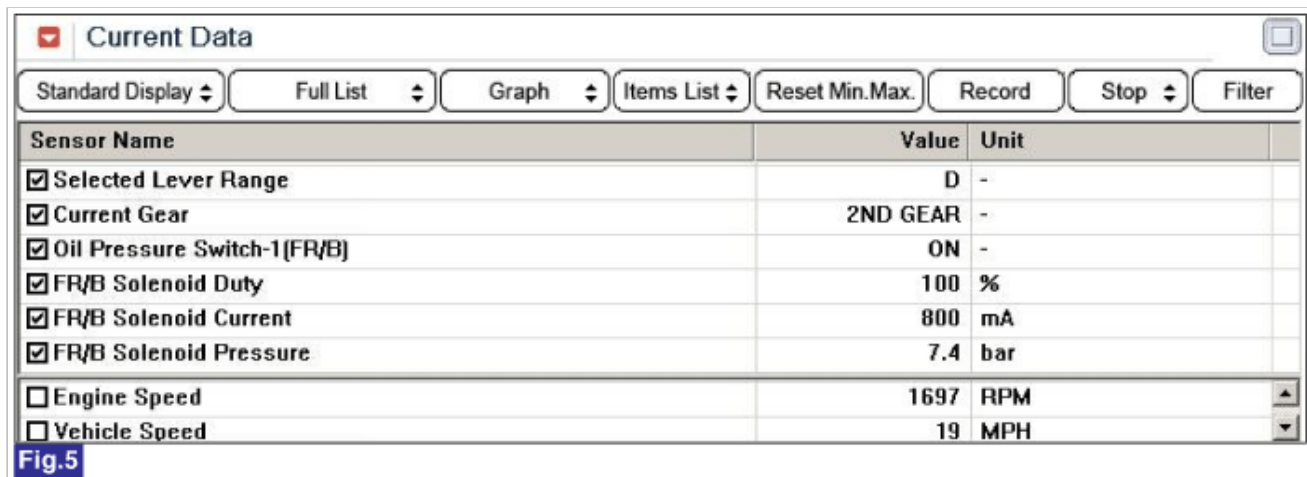 Current Data
Standard Display Full List Graph Items List Reset Min.Max. Record Stop Filter
Sensor Name Value Unit
Selected Lever Range D -
Current Gear 2ND GEAR -
Oil Pressure Switch-1(FR/B) ON -
FR/B Solenoid Duty 100 %
FR/B Solenoid Current 800 mA
FR/B Solenoid Pressure 7.4 bar
Engine Speed 1697 RPM
Vehicle Speed 19 MPH
Fig.5